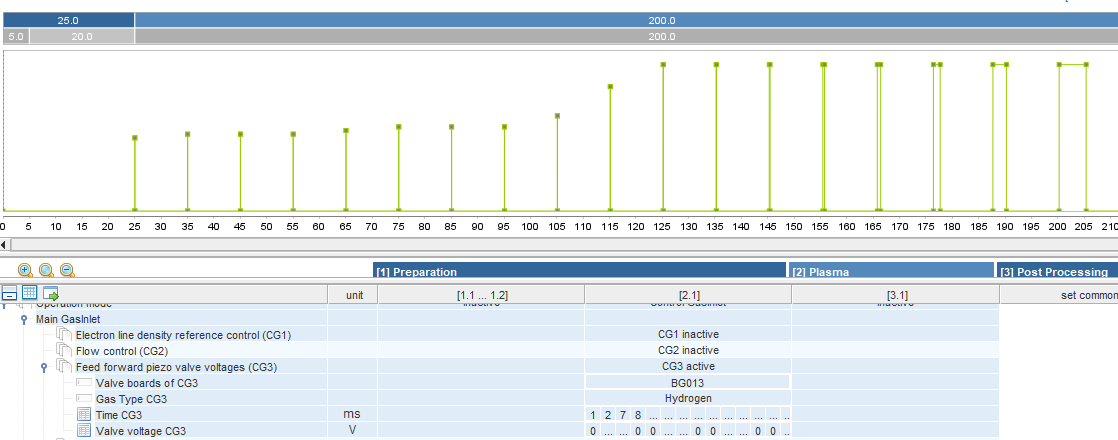 25.0 200.0
5.0 20.0 200.0
0 5 10 15 20 25 30 35 40 45 50 55 60 65 70 75 80 85 90 95 100 105 110 115 120 125 130 135 140 145 150 155 160 165 170 175 180 185 190 195 200 205 210
[1] Preparation [2] Plasma [3] Post Processing
unit [1.1 ... 1.2] [2.1] [3.1] set common
Operation mode inactive Control Gasinlet inactive
Main GasInlet
Electron line density reference control (CG1) CG1 inactive
Flow control (CG2) CG2 inactive
Feed forward piezo valve voltages (CG3) CG3 active
Valve boards of CG3 BG013
Gas Type CG3 Hydrogen
Time CG3 ms 1 2 7 8 ... ... ... ... ... ... ... ... ..
Valve voltage CG3 V 0 ... ... 0 0 ... ... 0 0 ... ... 0 0 ..